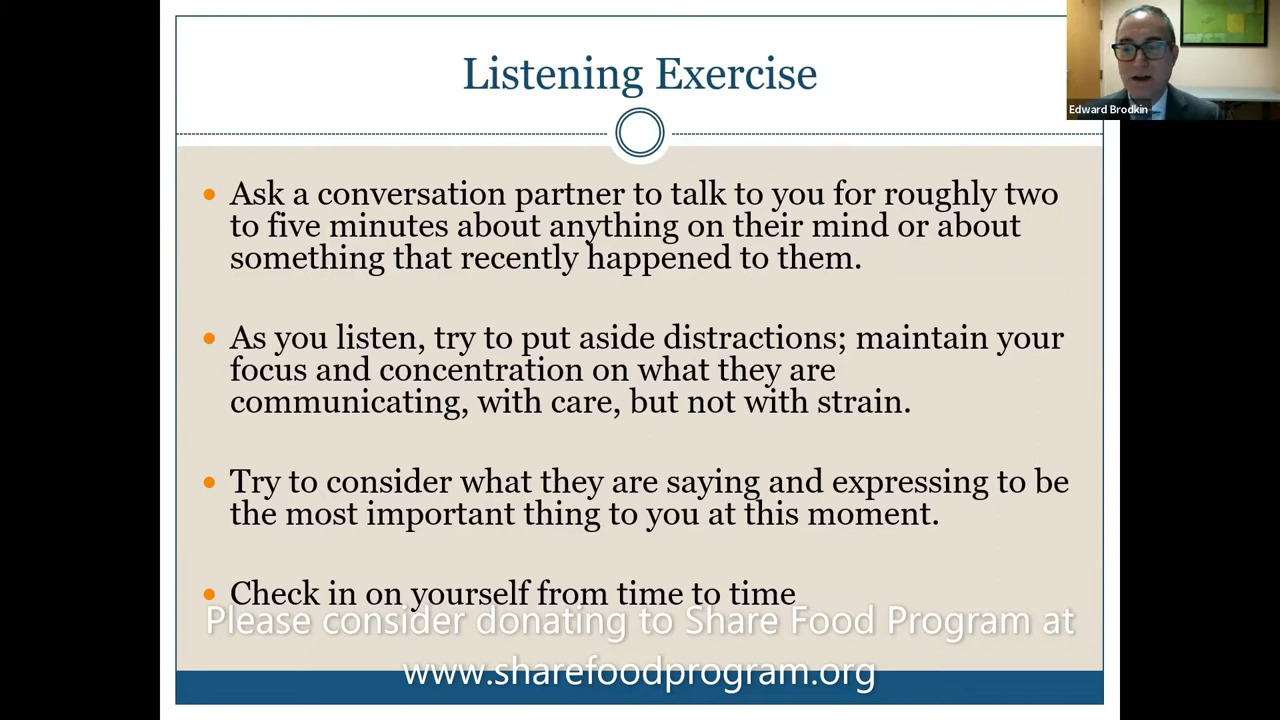 Listening Exercise
Edward Brodkin
• Ask a conversation partner to talk to you for roughly two
to five minutes about anything on their mind or about
something that recently happened to them.
• As you listen, try to put aside distractions; maintain your
focus and concentration on what they are
communicating, with care, but not with strain.
• Try to consider what they are saying and expressing to be
the most important thing to you at this moment.
• Check in on yourself from time to time
Please consider donating to Share Food Program at
www.sharefoodprogram.org